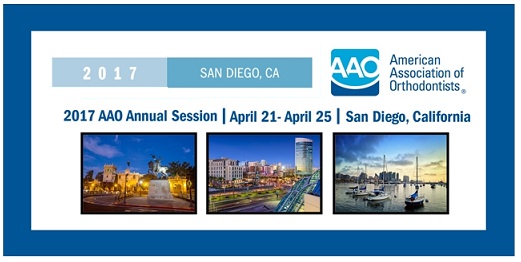 2017
SAN DIEGO, CA
AAO
American
Association of
Orthodontists®
2017 AAO Annual Session | April 21- April 25 | San Diego, California